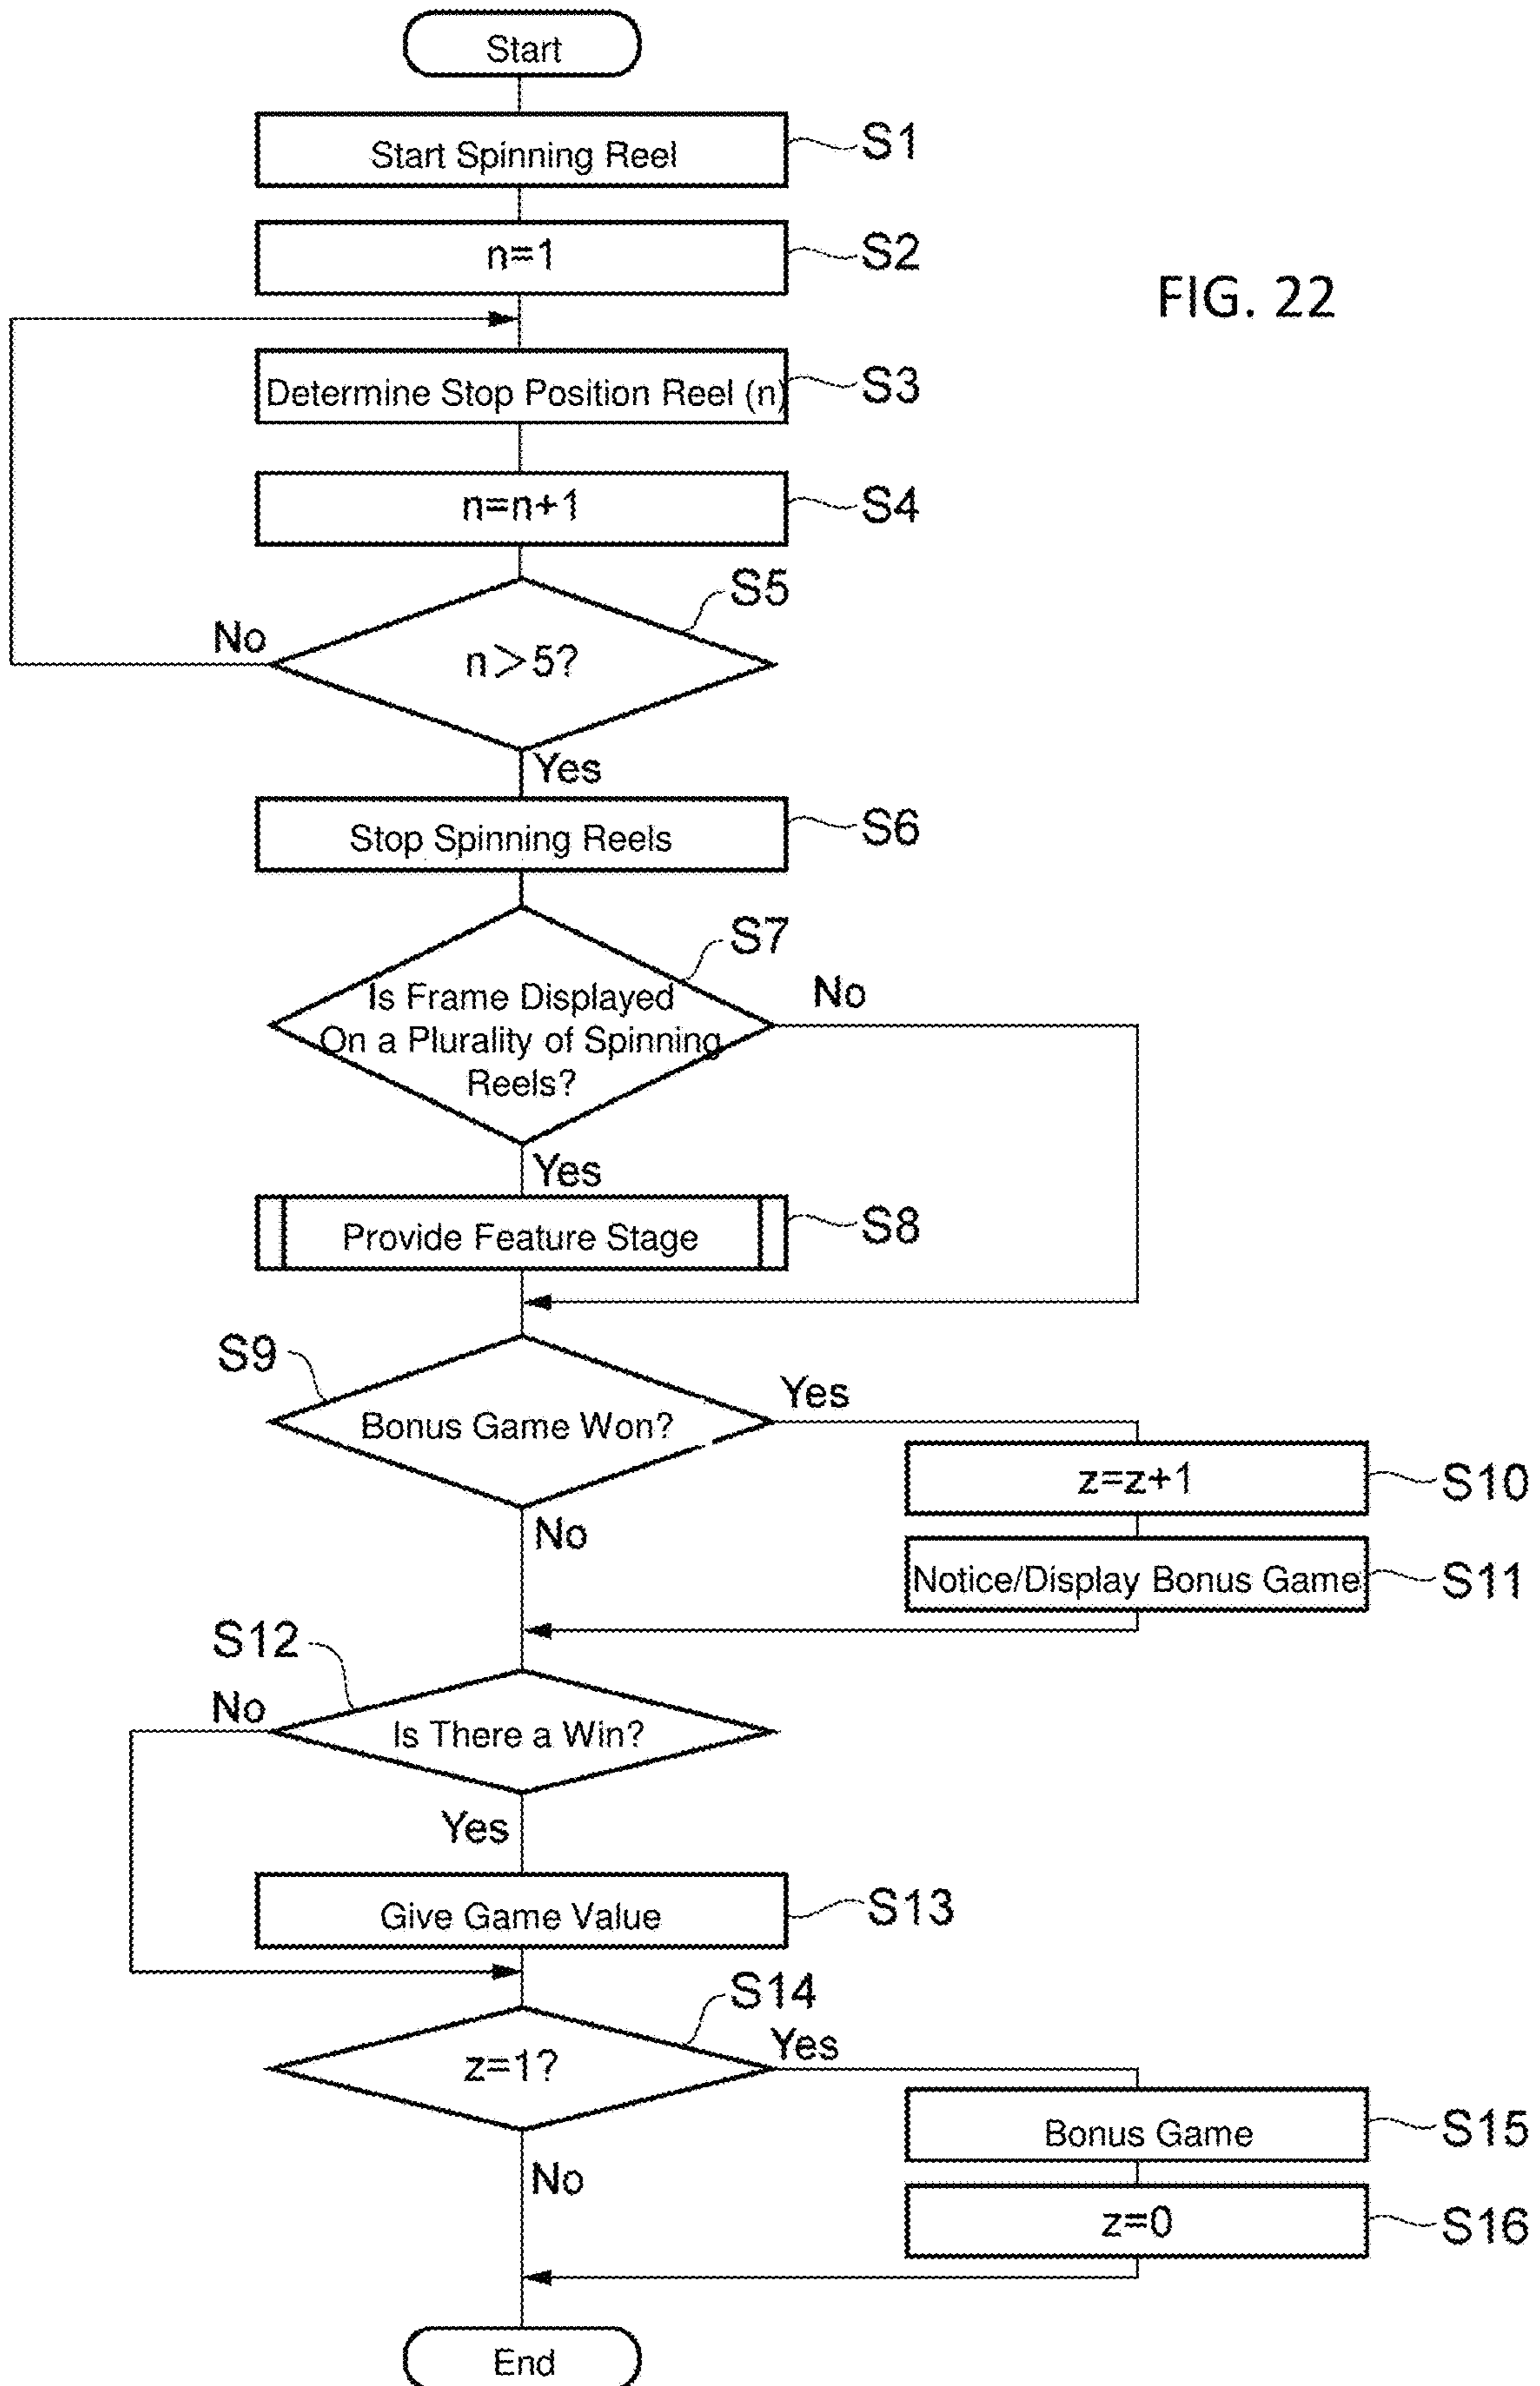 Start
Start Spinning Reel
S1
n=1
S2
FIG. 22
Determine Stop Position Reel (n)
S3
n=n+1
S4
S5
No
n>5?
Yes
Stop Spinning Reels
S6
S7
Is Frame Displayed
On a Plurality of Spinning
Reels?
No
Yes
Provide Feature Stage
S8
S9
Bonus Game Won?
Yes
z=z+1
S10
No
Notice/Display Bonus Game
S11
S12
No
Is There a Win?
Yes
Give Game Value
S13
S14
z=1?
Yes
Bonus Game
S15
No
z=0
S16
End